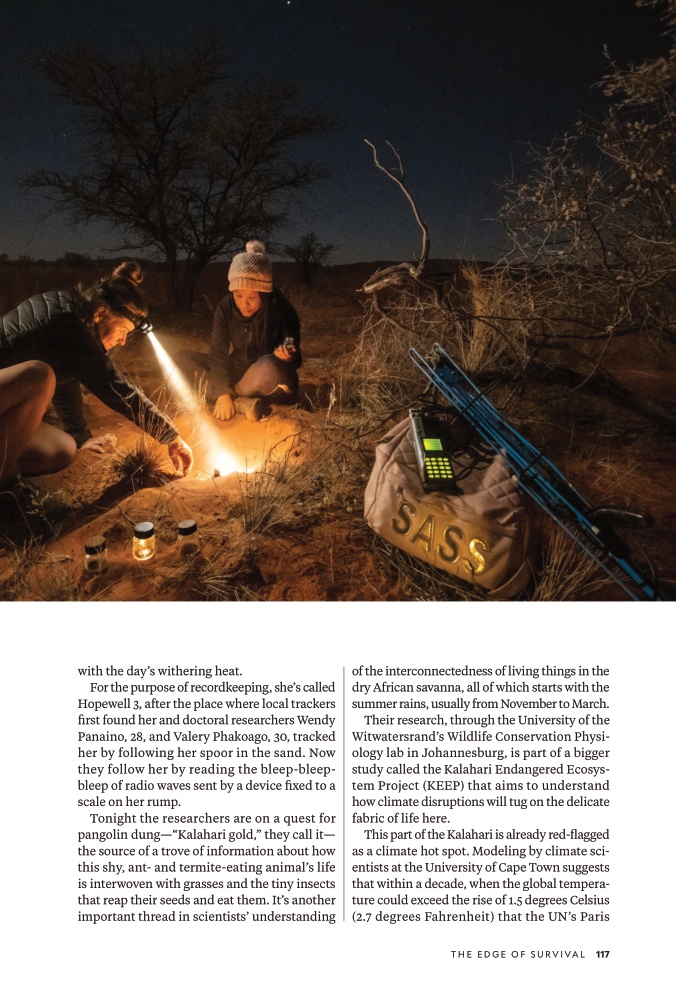 SASS
with the day’s withering heat.
For the purpose of recordkeeping, she’s called
Hopewell 3, after the place where local trackers
first found her and doctoral researchers Wendy
Panaino, 28, and Valery Phakoago, 30, tracked
her by following her spoor in the sand. Now
they follow her by reading the bleep-bleep-
bleep of radio waves sent by a device fixed to a
scale on her rump.
Tonight the researchers are on a quest for
pangolin dung—“Kalahari gold,” they call it—
the source of a trove of information about how
this shy, ant- and termite-eating animal’s life
is interwoven with grasses and the tiny insects
that reap their seeds and eat them. It’s another
important thread in scientists’ understanding
of the interconnectedness of living things in the
dry African savanna, all of which starts with the
summer rains, usually from November to March.
Their research, through the University of the
Witwatersrand’s Wildlife Conservation Physi-
ology lab in Johannesburg, is part of a bigger
study called the Kalahari Endangered Ecosys-
tem Project (KEEP) that aims to understand
how climate disruptions will tug on the delicate
fabric of life here.
This part of the Kalahari is already red-flagged
as a climate hot spot. Modeling by climate sci-
entists at the University of Cape Town suggests
that within a decade, when the global tempera-
ture could exceed the rise of 1.5 degrees Celsius
(2.7 degrees Fahrenheit) that the UN’s Paris
THE EDGE OF SURVIVAL 117